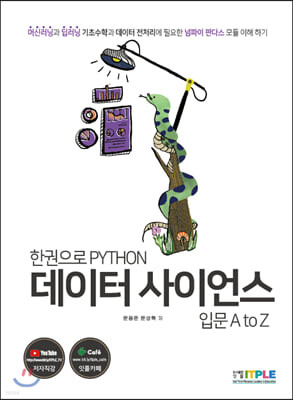 머신러닝과 딥러닝 기초수학과 데이터 전처리에 필요한 넘파이 판다스 모듈 이해 하기
한권으로 PYTHON
데이터 사이언스
입문 A to Z
문용준 문성혁 저
YouTube
저자직강
Café
잇플카페
ITPLE